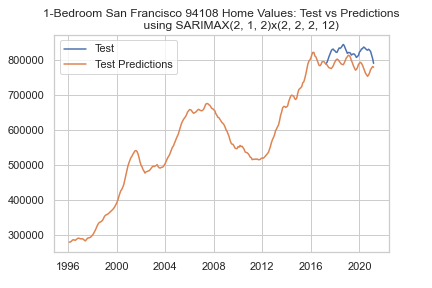 1-Bedroom San Francisco 94108 Home Values: Test vs Predictions
using SARIMAX(2, 1, 2)x(2, 2, 2, 12)
Test
Test Predictions
800000
700000
600000
500000
400000
300000
1996 2000 2004 2008 2012 2016 2020